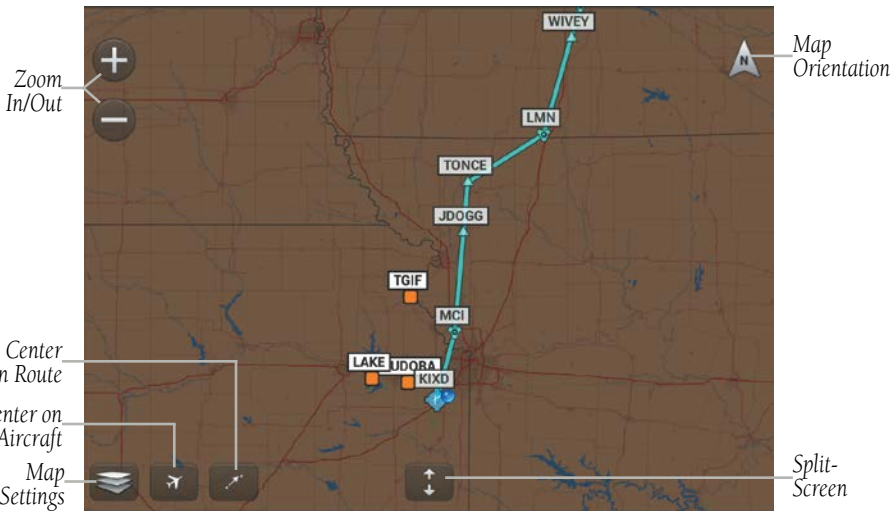 WIVEY
N
Map
Orientation
Zoom
In/Out
LMN
TONCE
JDOGG
TGIF
MCI
Center
n Route
LAKE
UDOBA
KIXD
enter on
Aircraft
Map
Settings
Split-
Screen